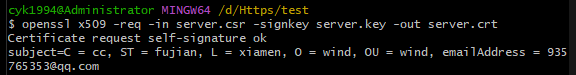 cyk1994@Administrator MINGW64 /d/Https/test
$ openssl x509 -req -in server.csr -signkey server.key -out server.crt
Certificate request self-signature ok
subject=C = cc, ST = fujian, L = xiamen, O = wind, OU = wind, emailAddress = 935
765353@qq.com